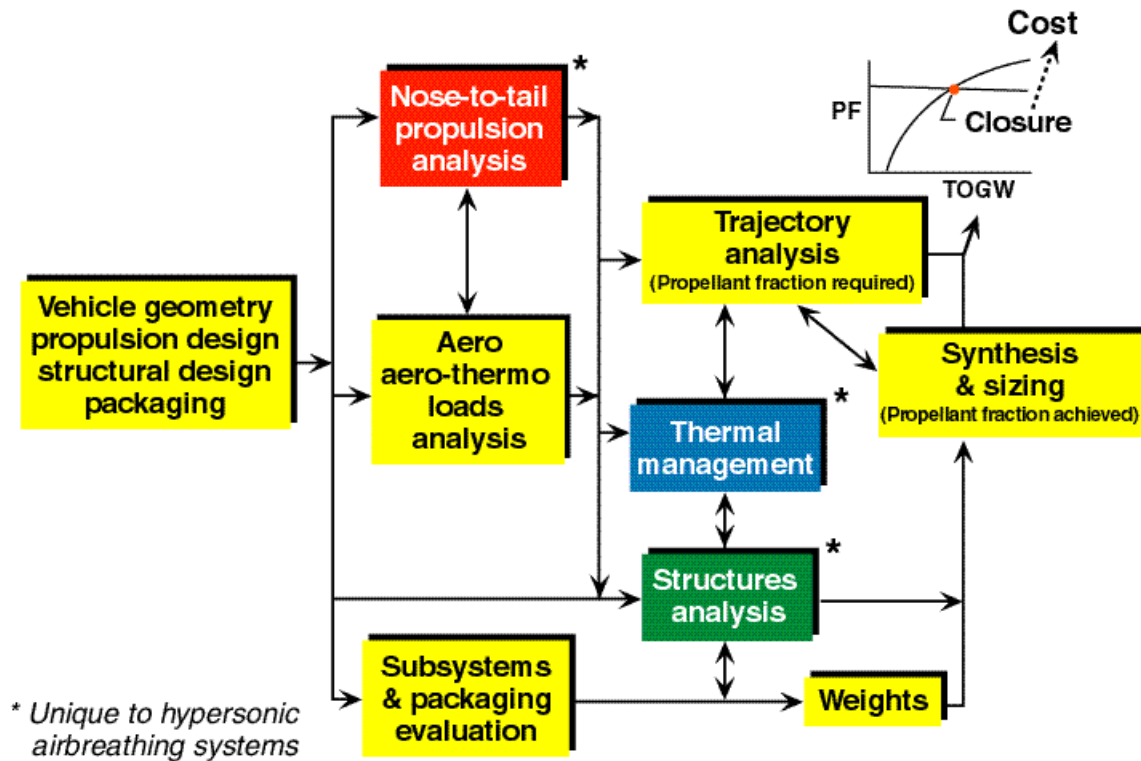 *
Nose-to-tail
propulsion
analysis
Cost
PF
Closure
TOGW
Vehicle geometry
propulsion design
structural design
packaging
Aero
aero-thermo
loads
analysis
Trajectory
analysis
(Propellant fraction required)
Synthesis
& sizing
(Propellant fraction achieved)
*
Thermal
management
*
Structures
analysis
Subsystems
& packaging
evaluation
Weights
* Unique to hypersonic
airbreathing systems